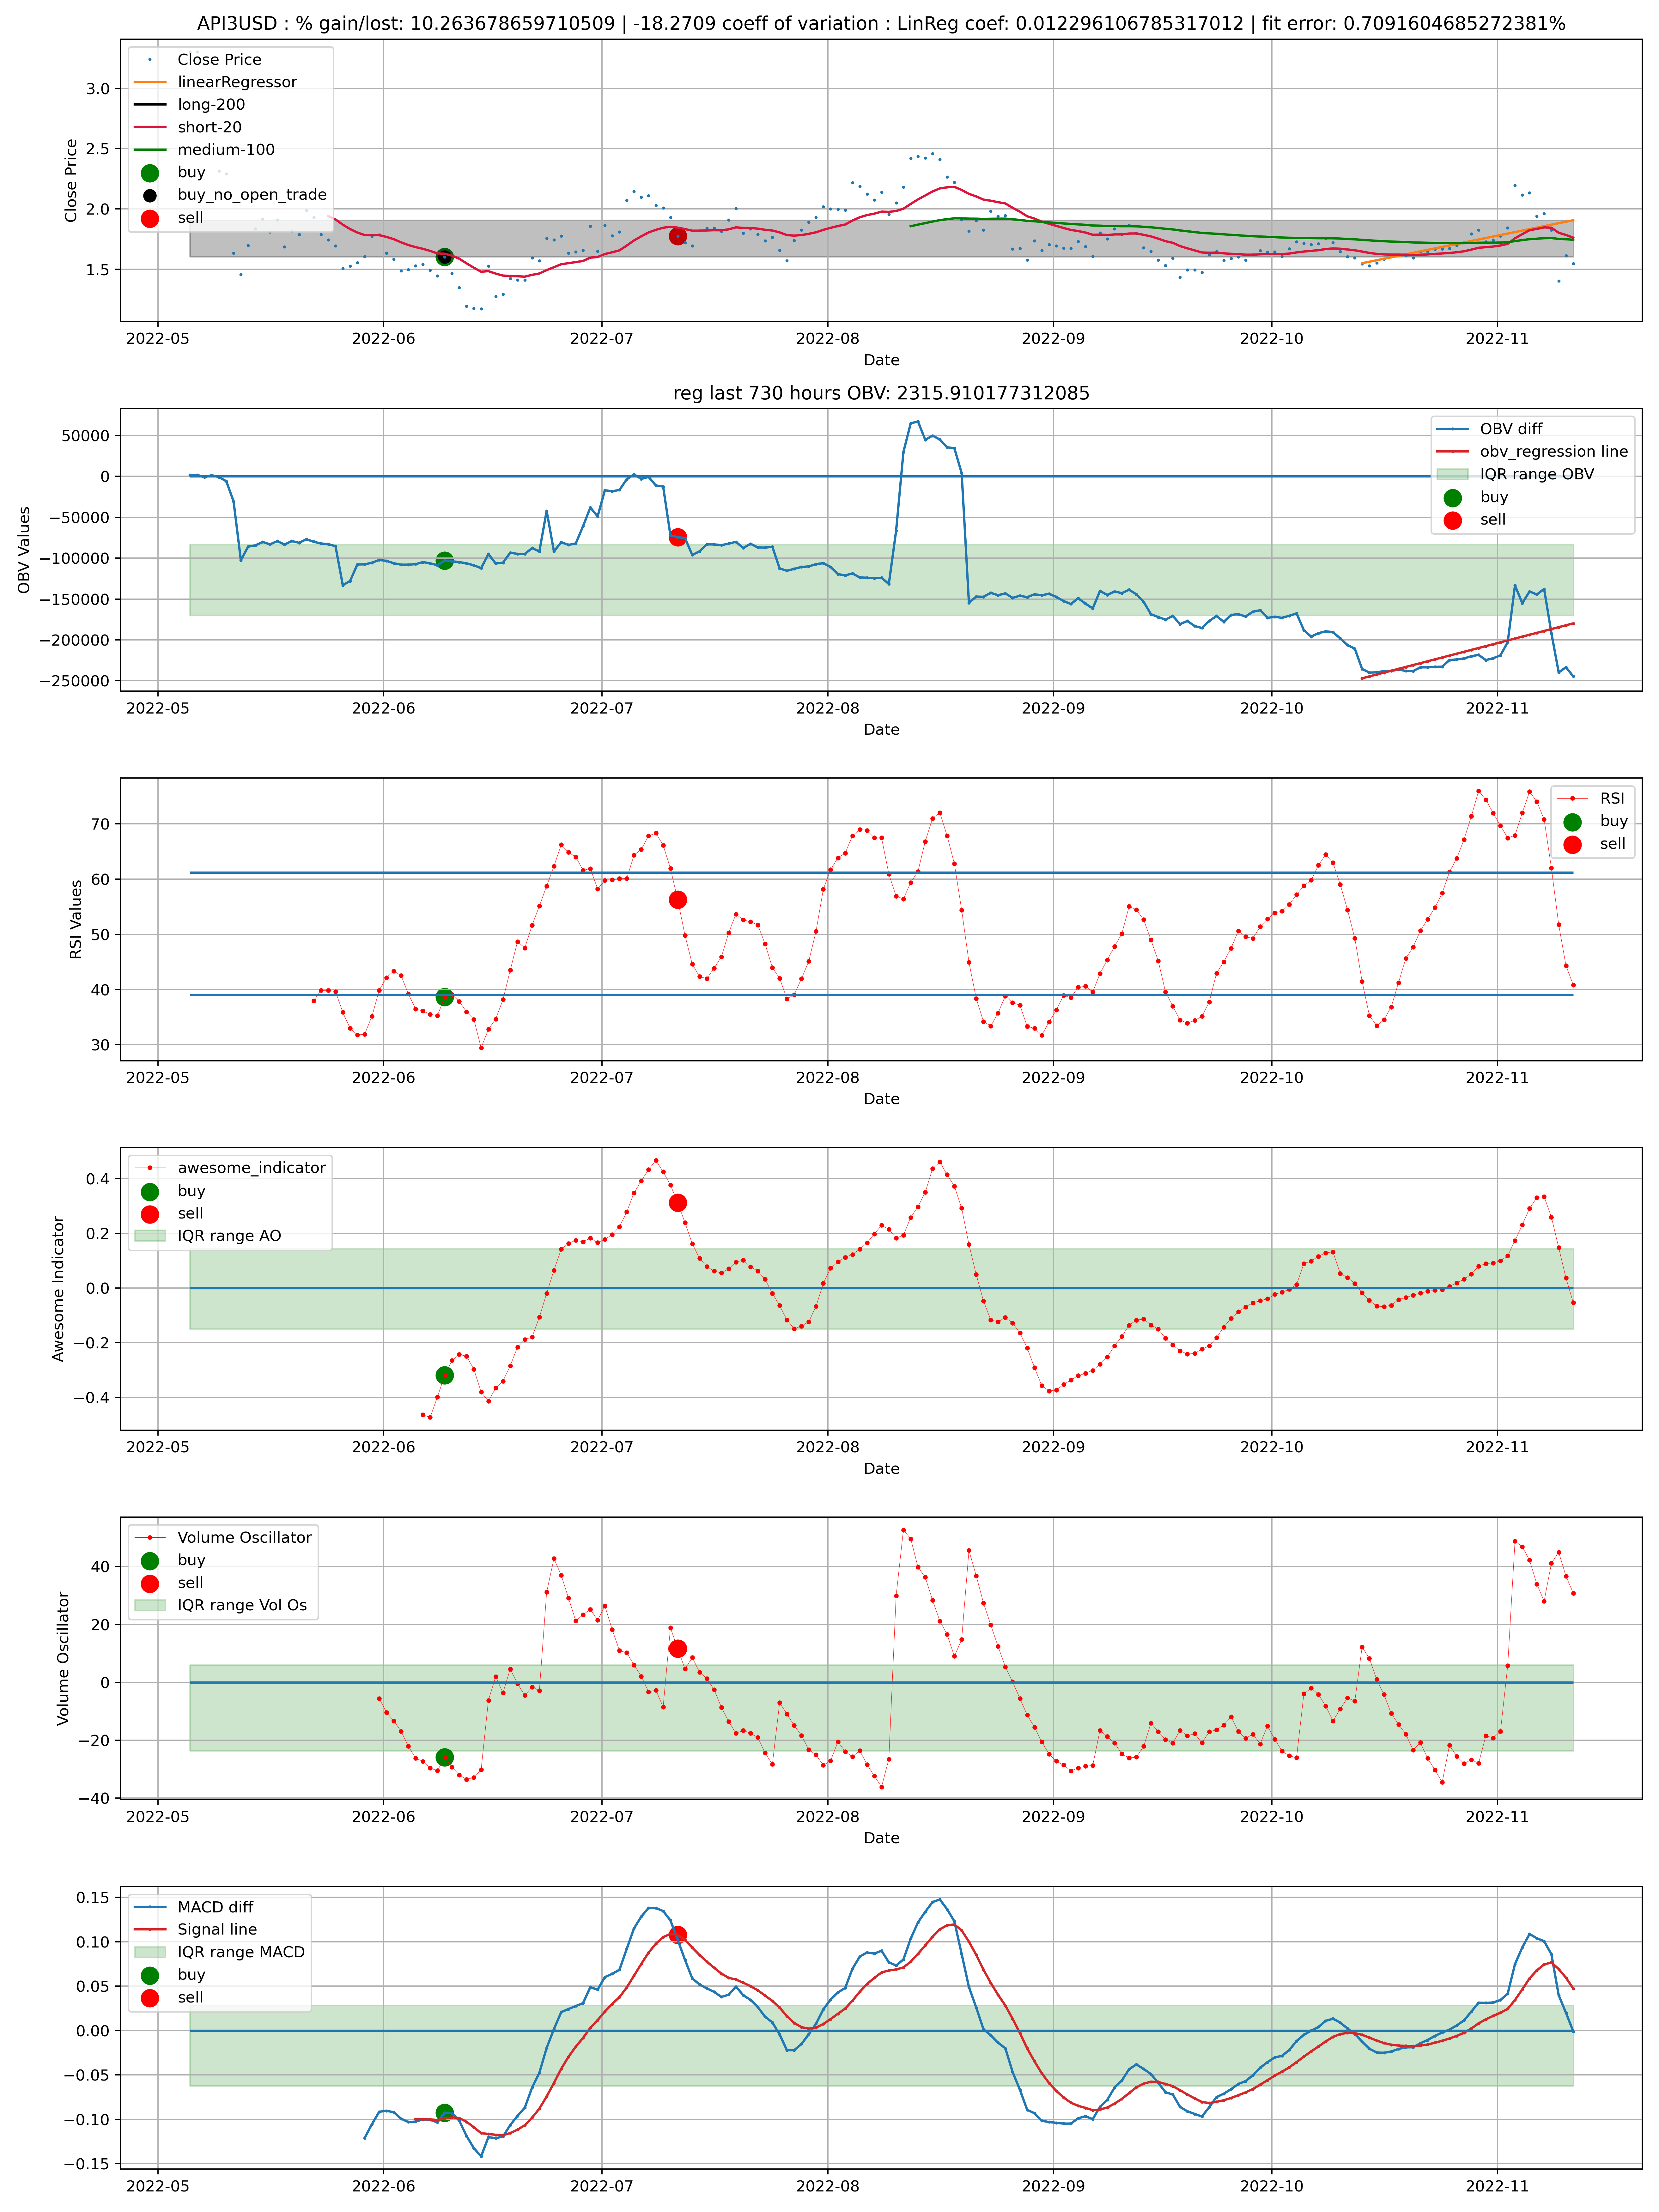 API3USD : % gain/lost: 10.263678659710509 | -18.2709 coeff of variation : LinReg coef: 0.012296106785317012 | fit error: 0.7091604685272381%
Close Price
linearRegressor
long-200
short-20
medium-100
buy
buy_no_open_trade
sell
Close Price
3.0
2.5
2.0
1.5
2022-05 2022-06 2022-07 2022-08 2022-09 2022-10 2022-11
Date
reg last 730 hours OBV: 2315.910177312085
OBV diff
obv_regression line
IQR range OBV
buy
sell
OBV Values
50000
0
−50000
−100000
−150000
−200000
−250000
2022-05 2022-06 2022-07 2022-08 2022-09 2022-10 2022-11
Date
RSI
buy
sell
RSI Values
70
60
50
40
30
2022-05 2022-06 2022-07 2022-08 2022-09 2022-10 2022-11
Date
awesome_indicator
buy
sell
IQR range AO
Awesome Indicator
0.4
0.2
0.0
−0.2
−0.4
2022-05 2022-06 2022-07 2022-08 2022-09 2022-10 2022-11
Date
Volume Oscillator
buy
sell
IQR range Vol Os
Volume Oscillator
40
20
0
−20
−40
2022-05 2022-06 2022-07 2022-08 2022-09 2022-10 2022-11
Date
MACD diff
Signal line
IQR range MACD
buy
sell
0.15
0.10
0.05
0.00
−0.05
−0.10
−0.15
2022-05 2022-06 2022-07 2022-08 2022-09 2022-10 2022-11